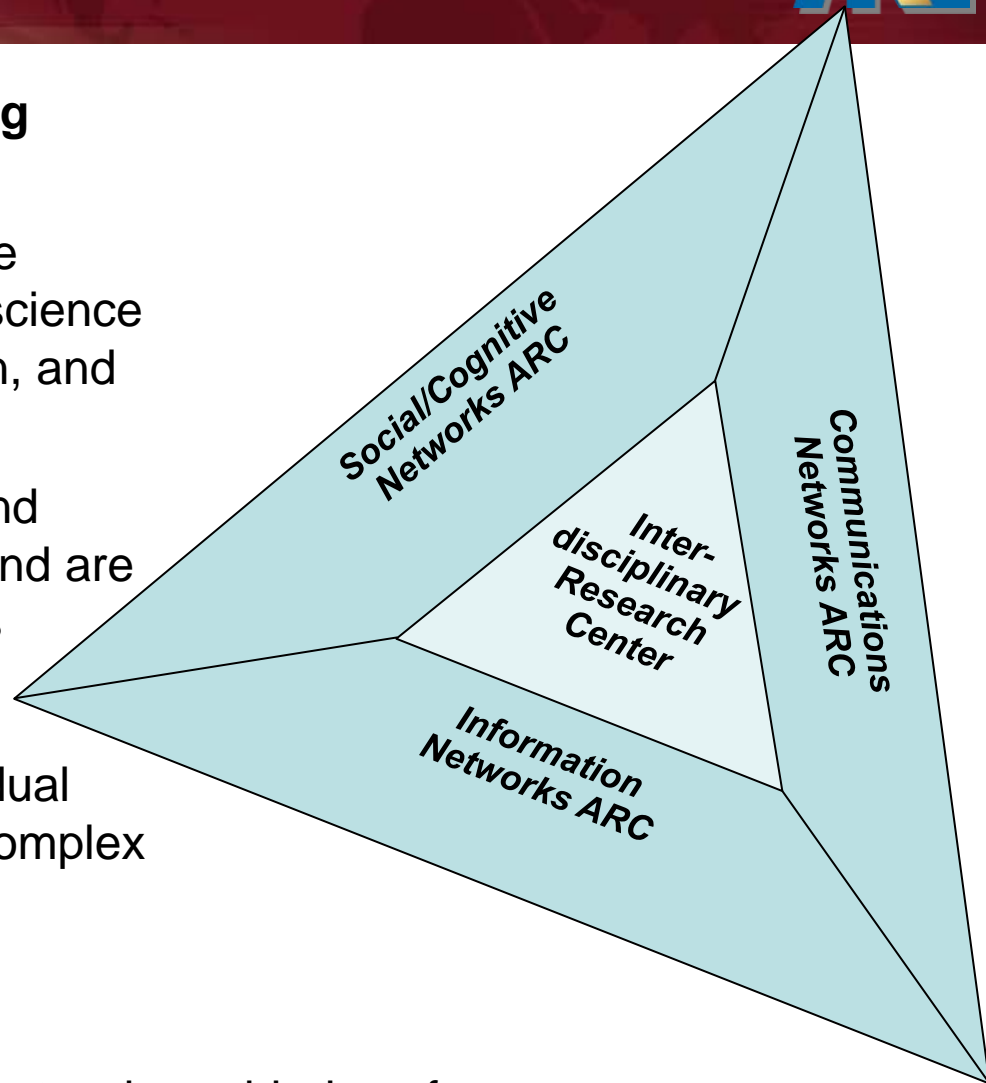 g
e
science
n, and
nd
nd are
dual
omplex
Social/Cognitive
Networks ARC
Communications
Networks ARC
Inter-
disciplinary
Research
Center
Information
Networks ARC